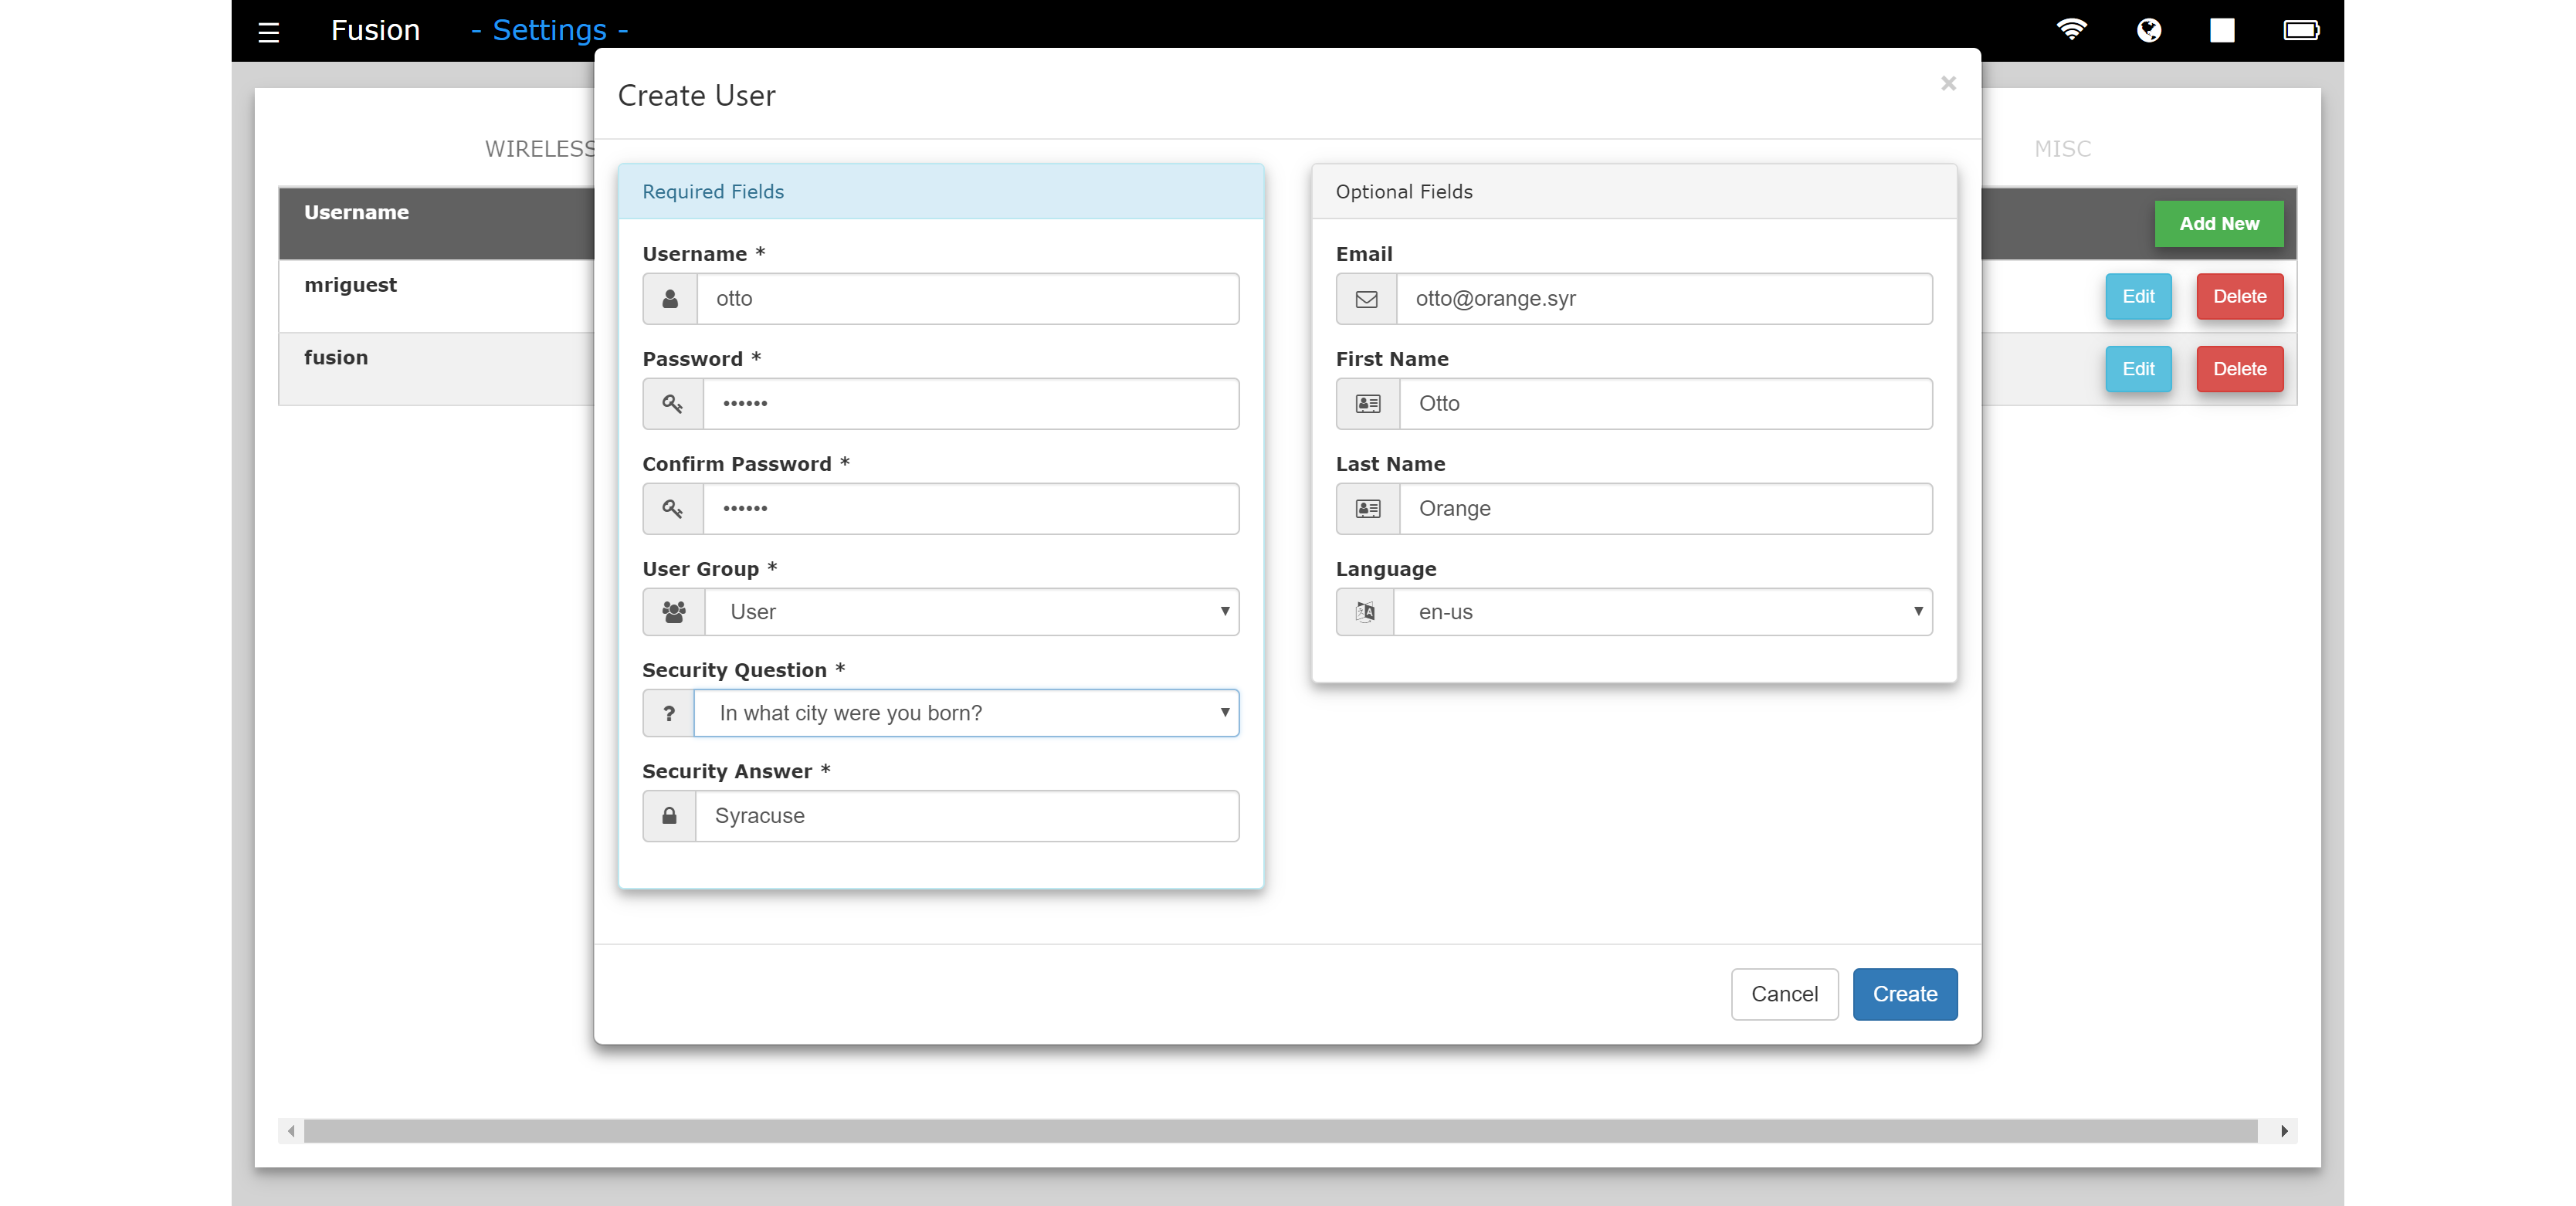 Fusion - Settings -
Create User
×
WIRELESS
MISC
Username
Add New
mriguest
Edit Delete
fusion
Edit Delete
Required Fields
Username *
otto
Password *
••••••
Confirm Password *
••••••
User Group *
User
Security Question *
? In what city were you born?
Security Answer *
Syracuse
Optional Fields
Email
otto@orange.syr
First Name
Otto
Last Name
Orange
Language
en-us
Cancel Create